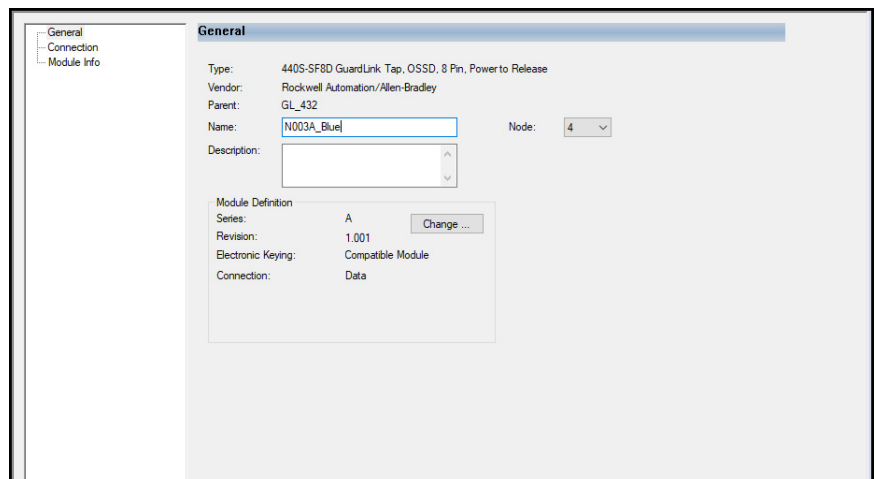 General
Connection
Module Info
General
Type: 440S-SF8D GuardLink Tap, OSSD, 8 Pin, Power to Release
Vendor: Rockwell Automation/Allen-Bradley
Parent: GL_432
Name: N003A_Blue Node: 4
Description:
Module Definition
Series: A Change ...
Revision: 1.001
Electronic Keying: Compatible Module
Connection: Data